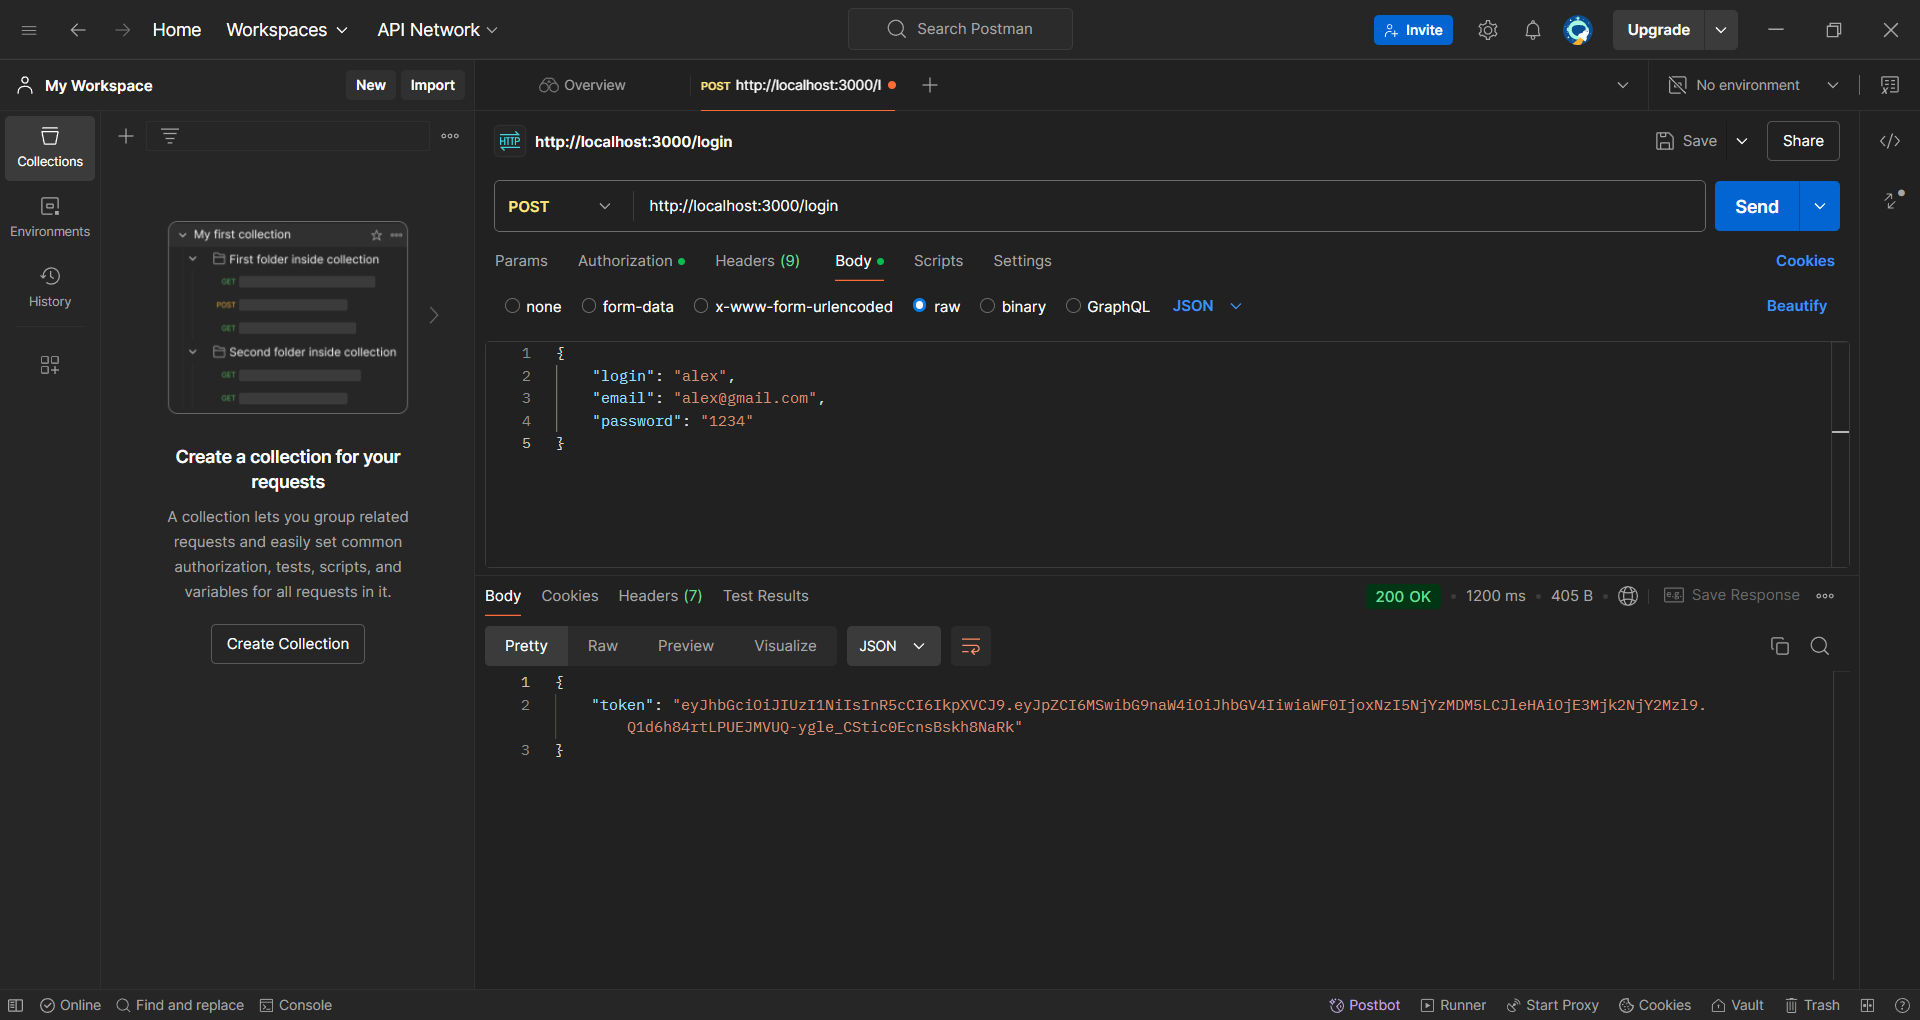 Home Workspaces API Network Search Postman Invite Upgrade
My Workspace New Import Overview POST http://localhost:3000/l No environment
Collections
Environments
History
My first collection
First folder inside collection
GET
POST
GET
Second folder inside collection
GET
GET
Create a collection for your
requests
A collection lets you group related
requests and easily set common
authorization, tests, scripts, and
variables for all requests in it.
Create Collection
HTTP http://localhost:3000/login Save Share
POST http://localhost:3000/login Send
Params Authorization Headers (9) Body Scripts Settings Cookies
none form-data x-www-form-urlencoded raw binary GraphQL JSON Beautify
1 {
2 "login": "alex",
3 "email": "alex@gmail.com",
4 "password": "1234"
5 }
Body Cookies Headers (7) Test Results 200 OK 1200 ms 405 B e.g. Save Response
Pretty Raw Preview Visualize JSON
1 {
2 "token": "eyJhbGciOiJIUzI1NiIsInR5cCI6IkpXVCJ9.eyJpZCI6MSwibG9naW4iOiJhbGV4IiwiaWF0IjoxNzI5NjYzMDM5LCJleHAiOjE3Mjk2NjY2Mzl9.
Q1d6h84rtLPUEJMVUQ-ygle_CStic0EcnsBskh8NaRk"
3 }
Online Find and replace Console Postbot Runner Start Proxy Cookies Vault Trash